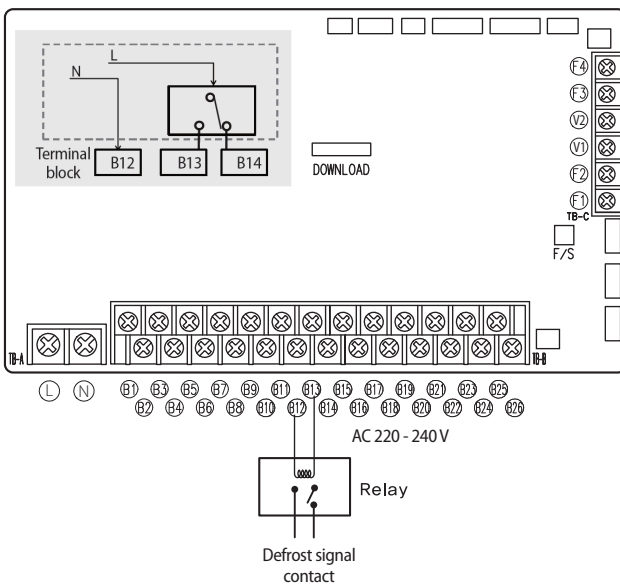 L
N
Terminal
block
B12
B13
B14
DOWNLOAD
F4
F3
V2
V1
F2
F1
TB-C
F/S
TB-A
TB-B
L N
B1 B3 B5 B7 B9 B11 B13 B15 B17 B19 B21 B23 B25
B2 B4 B6 B8 B10 B12 B14 B16 B18 B20 B22 B24 B26
AC 220 - 240 V
Relay
Defrost signal
contact